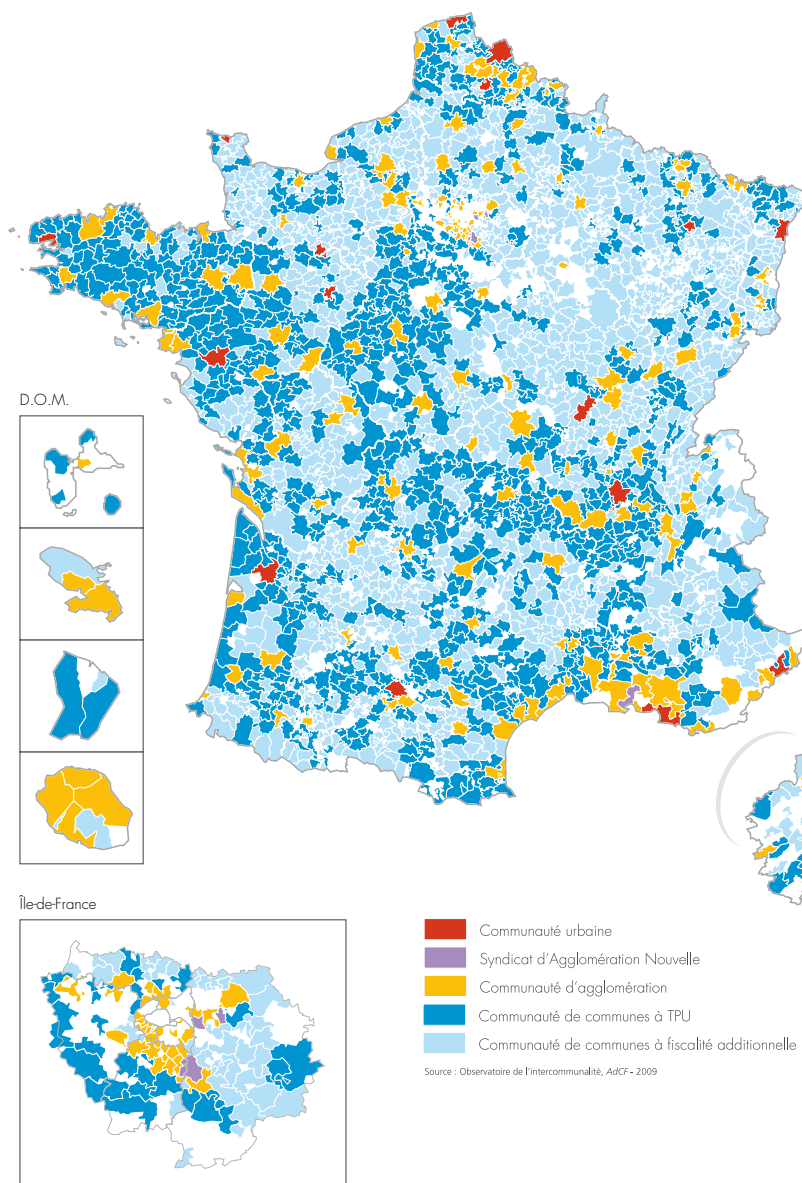 D.O.M.
Île-de-France
Communauté urbaine
Syndicat d'Agglomération Nouvelle
Communauté d'agglomération
Communauté de communes à TPU
Communauté de communes à fiscalité additionnelle
Source : Observatoire de l'intercommunalité, AdCF - 2009